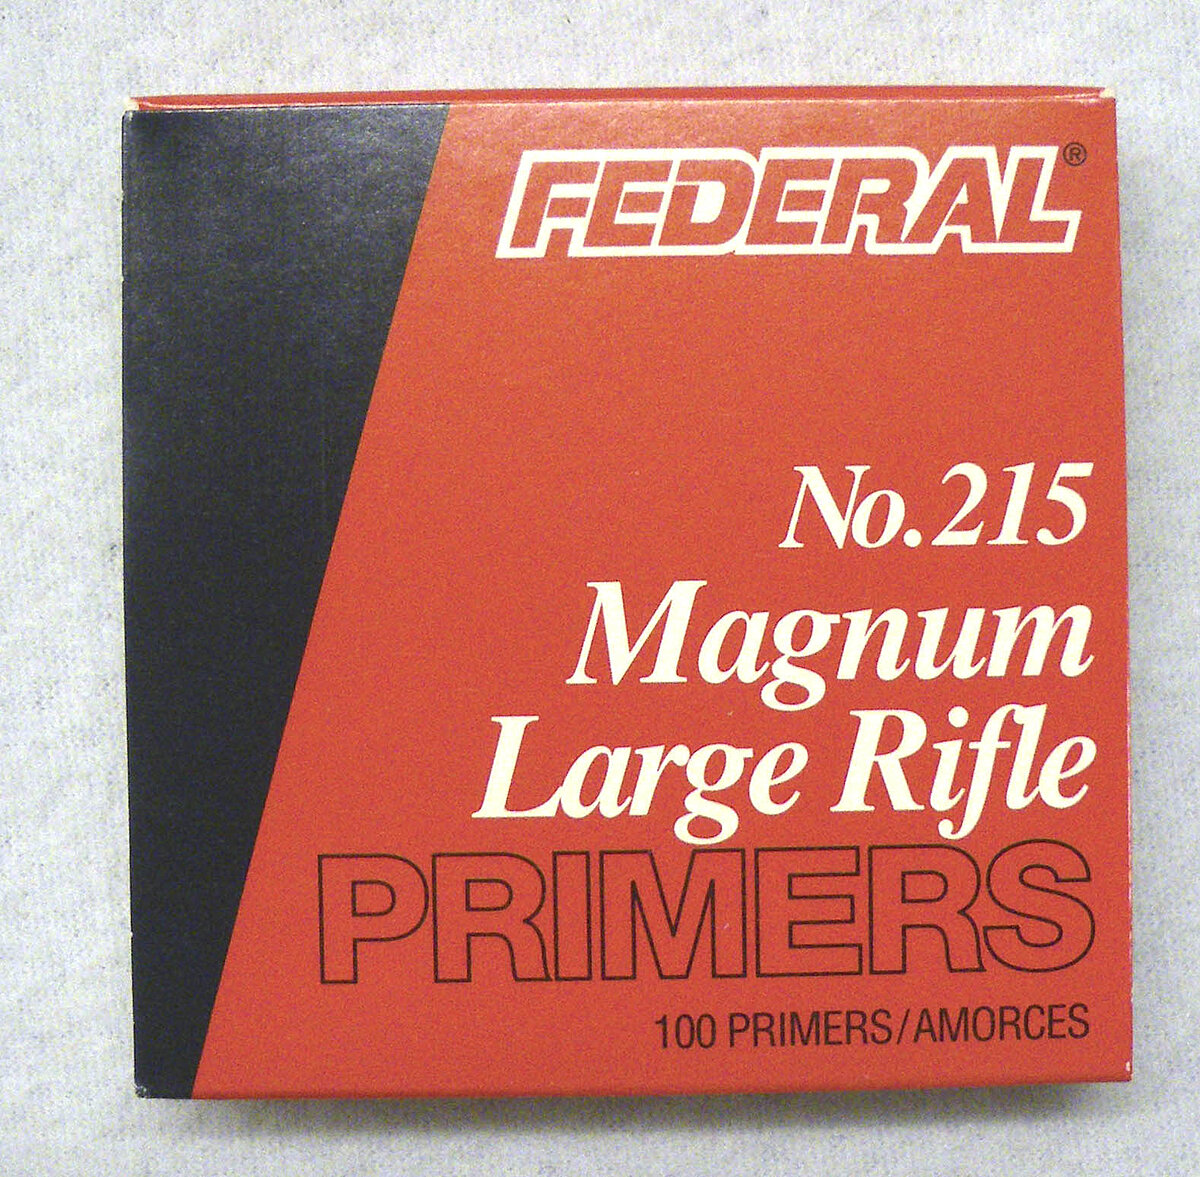 FEDERAL®
No. 215
Magnum
Large Rifle
PRIMERS
100 PRIMERS/AMORCES